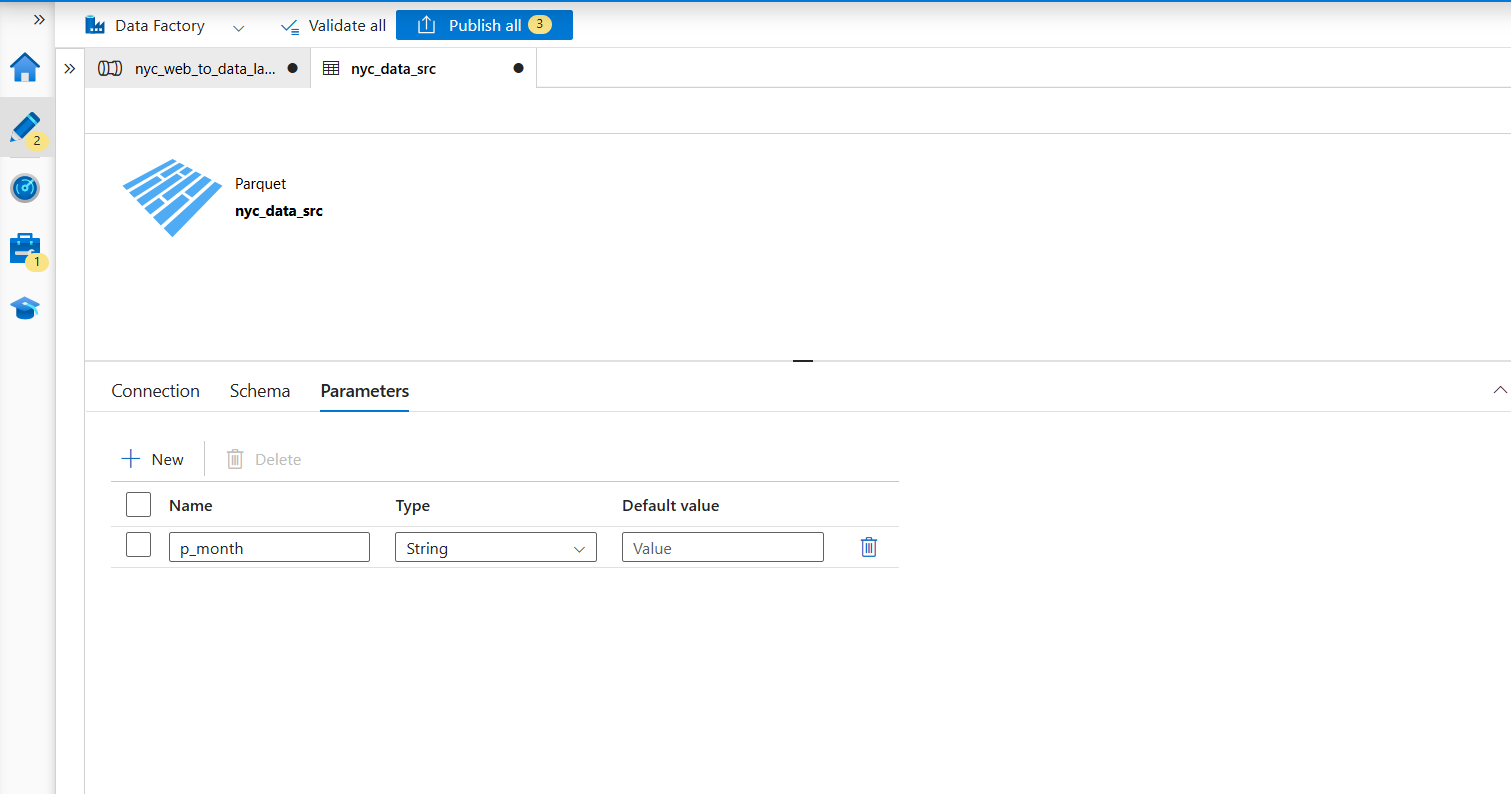 Data Factory
Validate all
Publish all 3
nyc_web_to_data_la...
nyc_data_src
2
1
Parquet
nyc_data_src
Connection Schema Parameters
New Delete
Name Type Default value
p_month String Value